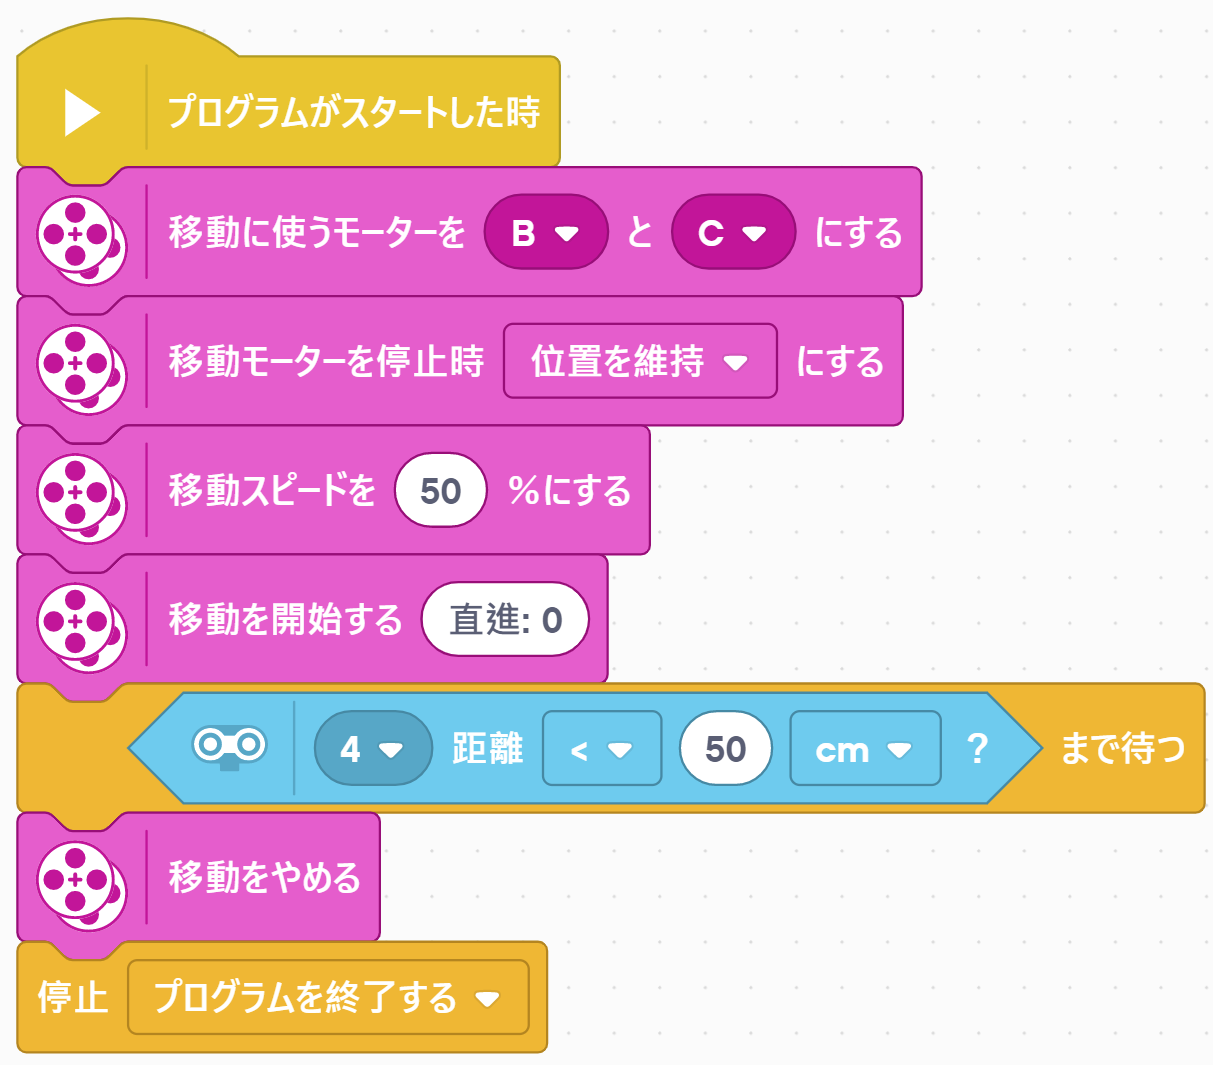 プログラムがスタートした時
移動に使うモーターを B と C にする
移動モーターを停止時 位置を維持 にする
移動スピードを 50 %にする
移動を開始する 直進: 0
4 距離 < 50 cm ? まで待つ
移動をやめる
停止 プログラムを終了する